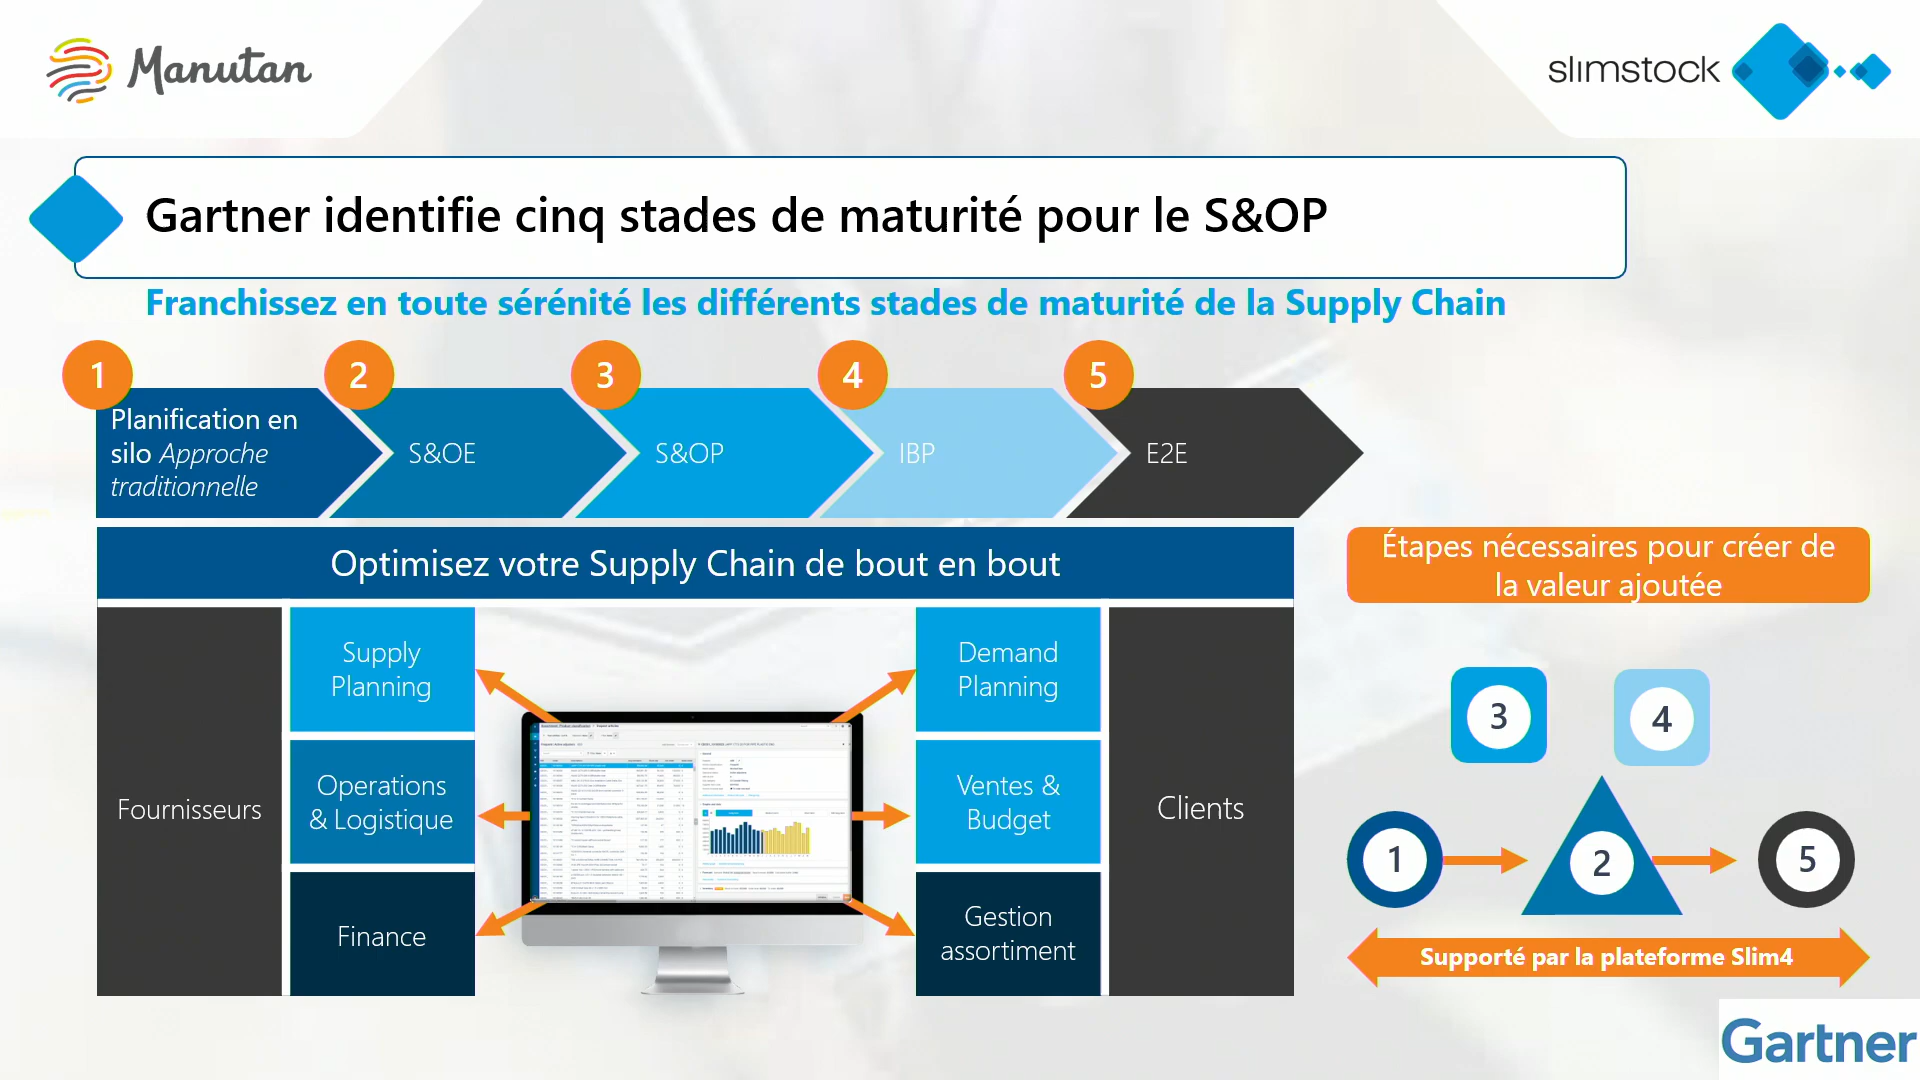 Manutan
slimstock
Gartner identifie cinq stades de maturité pour le S&OP
Franchissez en toute sérénité les différents stades de maturité de la Supply Chain
1
2
3
4
5
Planification en
silo Approche
traditionnelle
S&OE
S&OP
IBP
E2E
Optimisez votre Supply Chain de bout en bout
Fournisseurs
Supply
Planning
Operations
& Logistique
Finance
Demand
Planning
Ventes &
Budget
Gestion
assortiment
Clients
Étapes nécessaires pour créer de
la valeur ajoutée
3
4
1
2
5
Supporté par la plateforme Slim4
Gartner